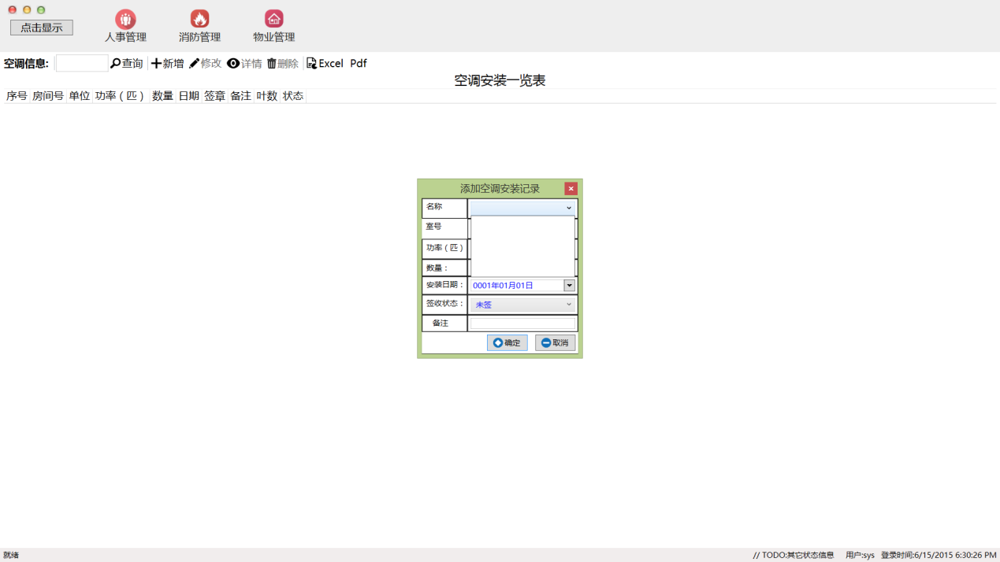 点击显示
人事管理 消防管理 物业管理
空调信息: 查询 新增 修改 详情 删除 Excel Pdf
空调安装一览表
序号 房间号 单位 功率（匹） 数量 日期 签章 备注 叶数 状态
添加空调安装记录
名称
室号
功率（匹）
数量：
安装日期： 0001年01月01日
签收状态： 未签
备注
确定 取消
就绪 // TODO:其它状态信息 用户:sys 登录时间:6/15/2015 6:30:26 PM